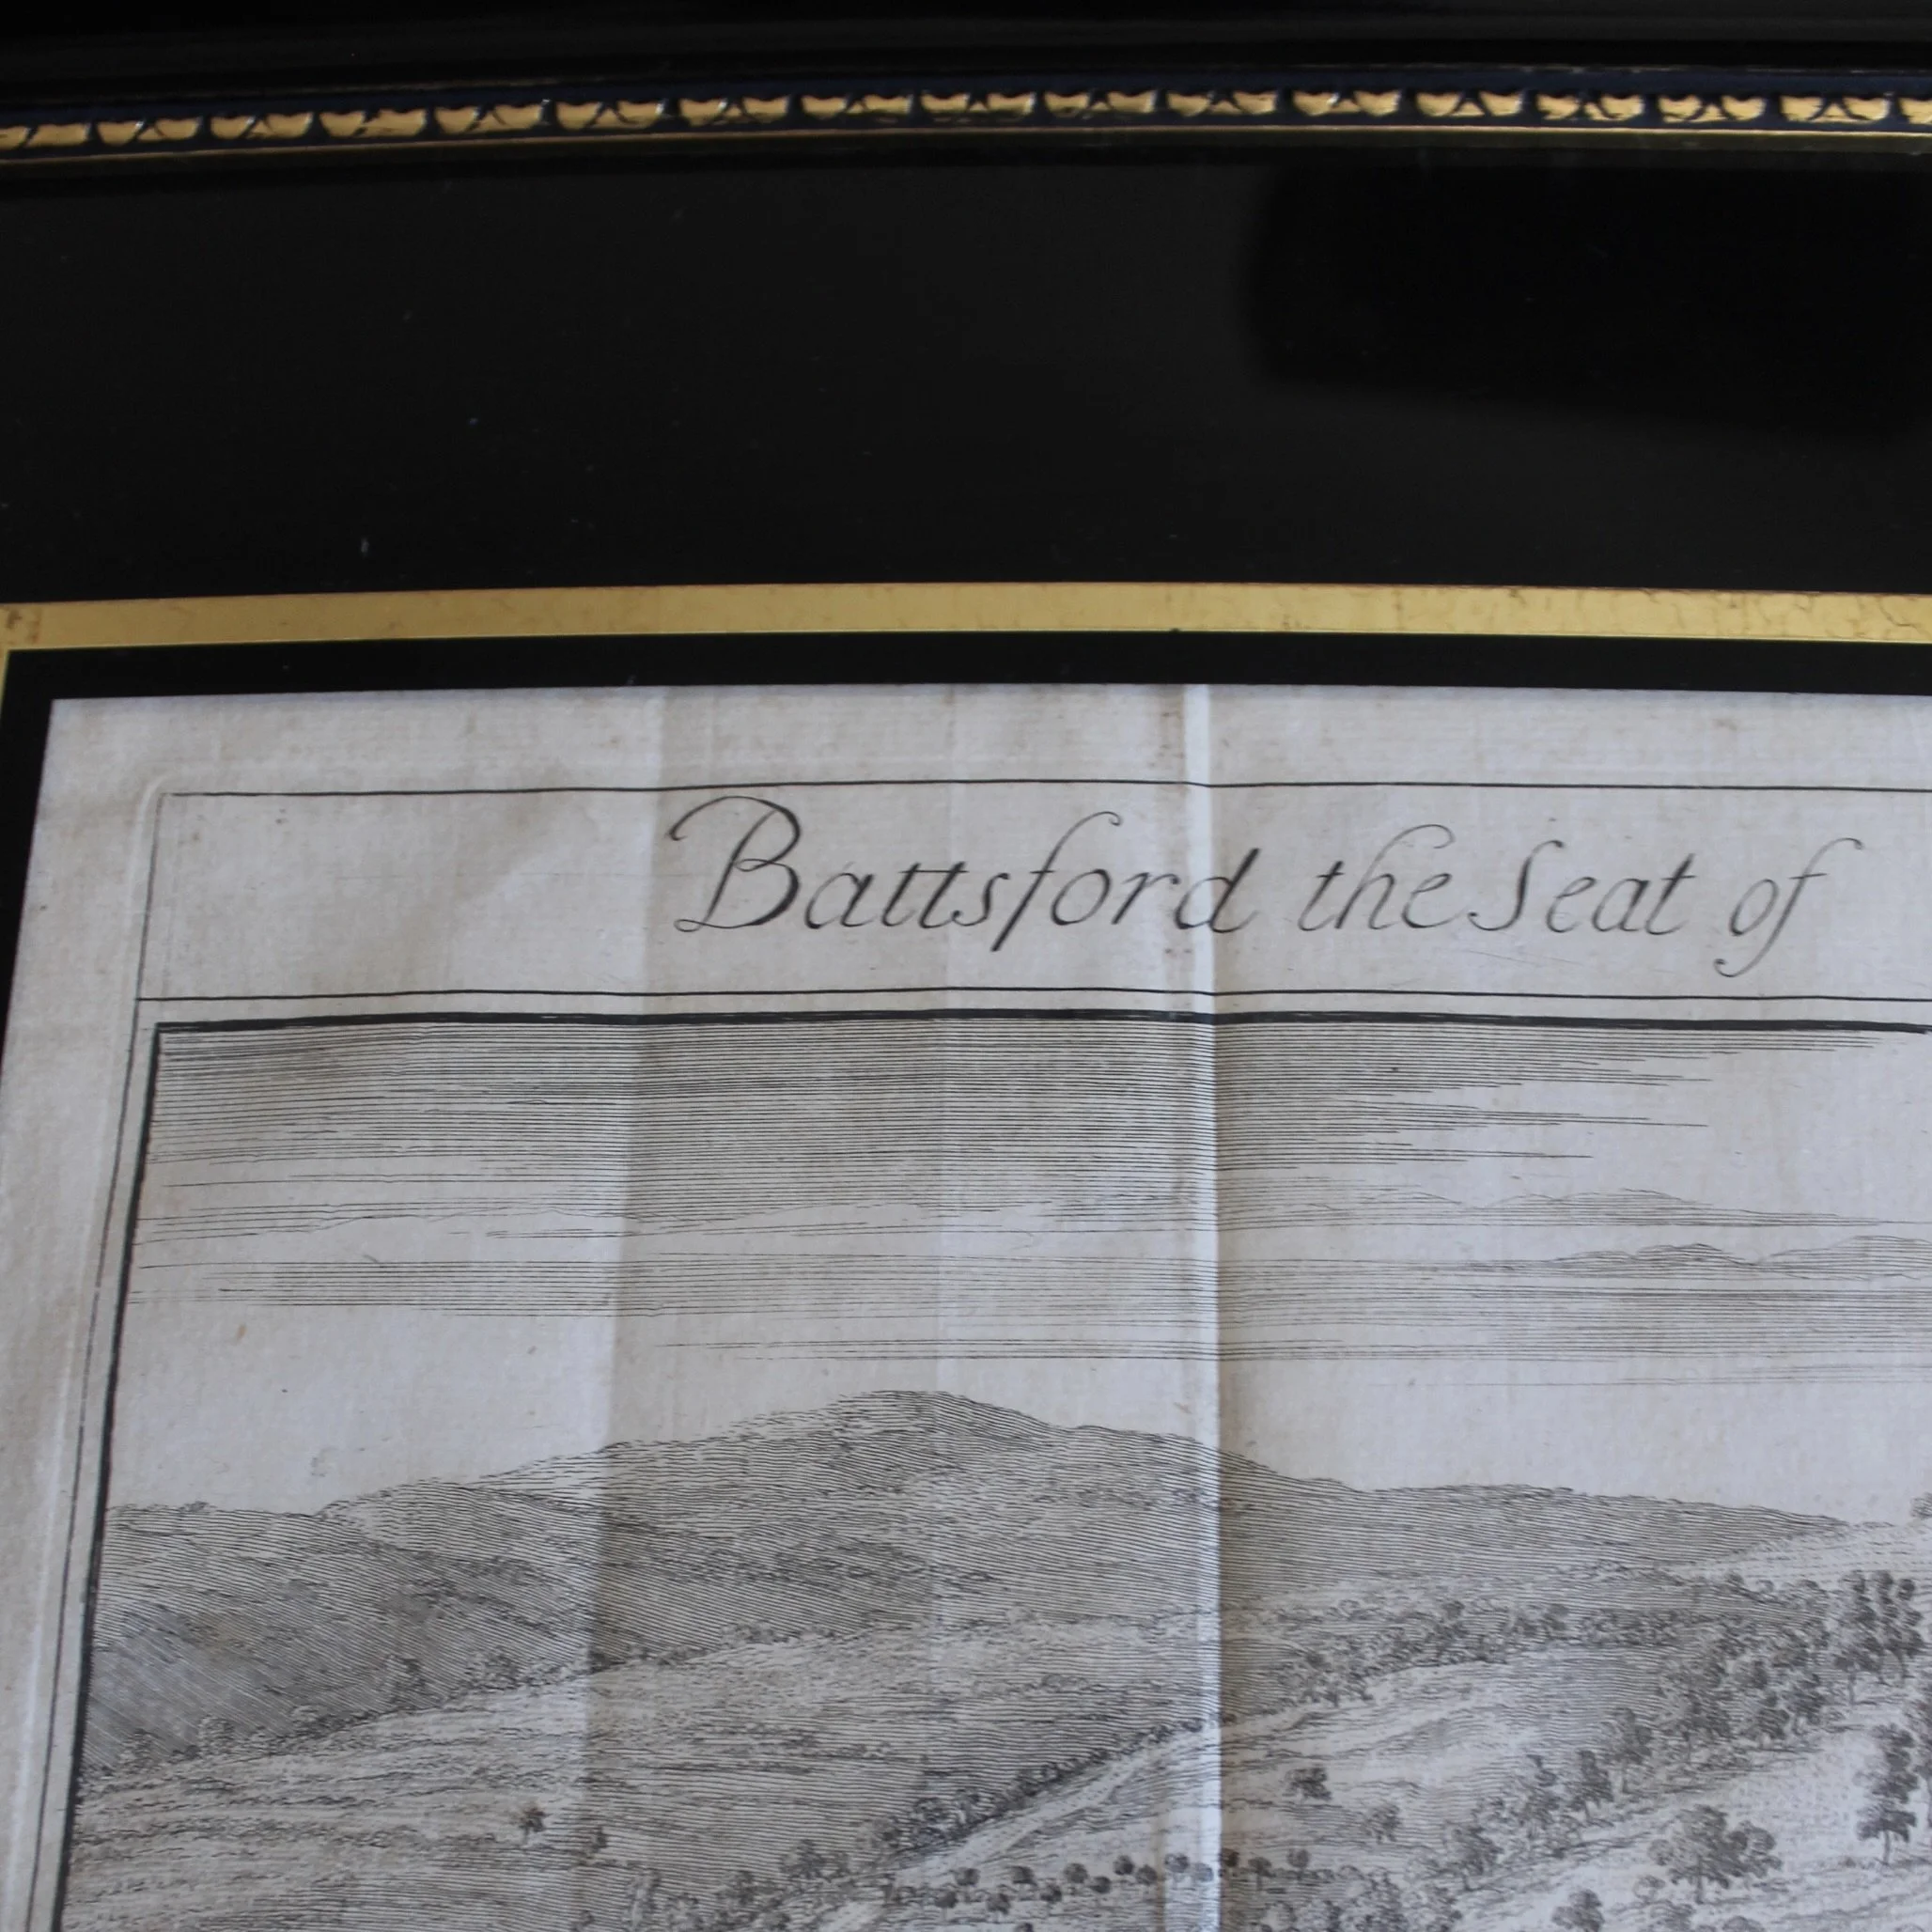 Battsford the Seat of